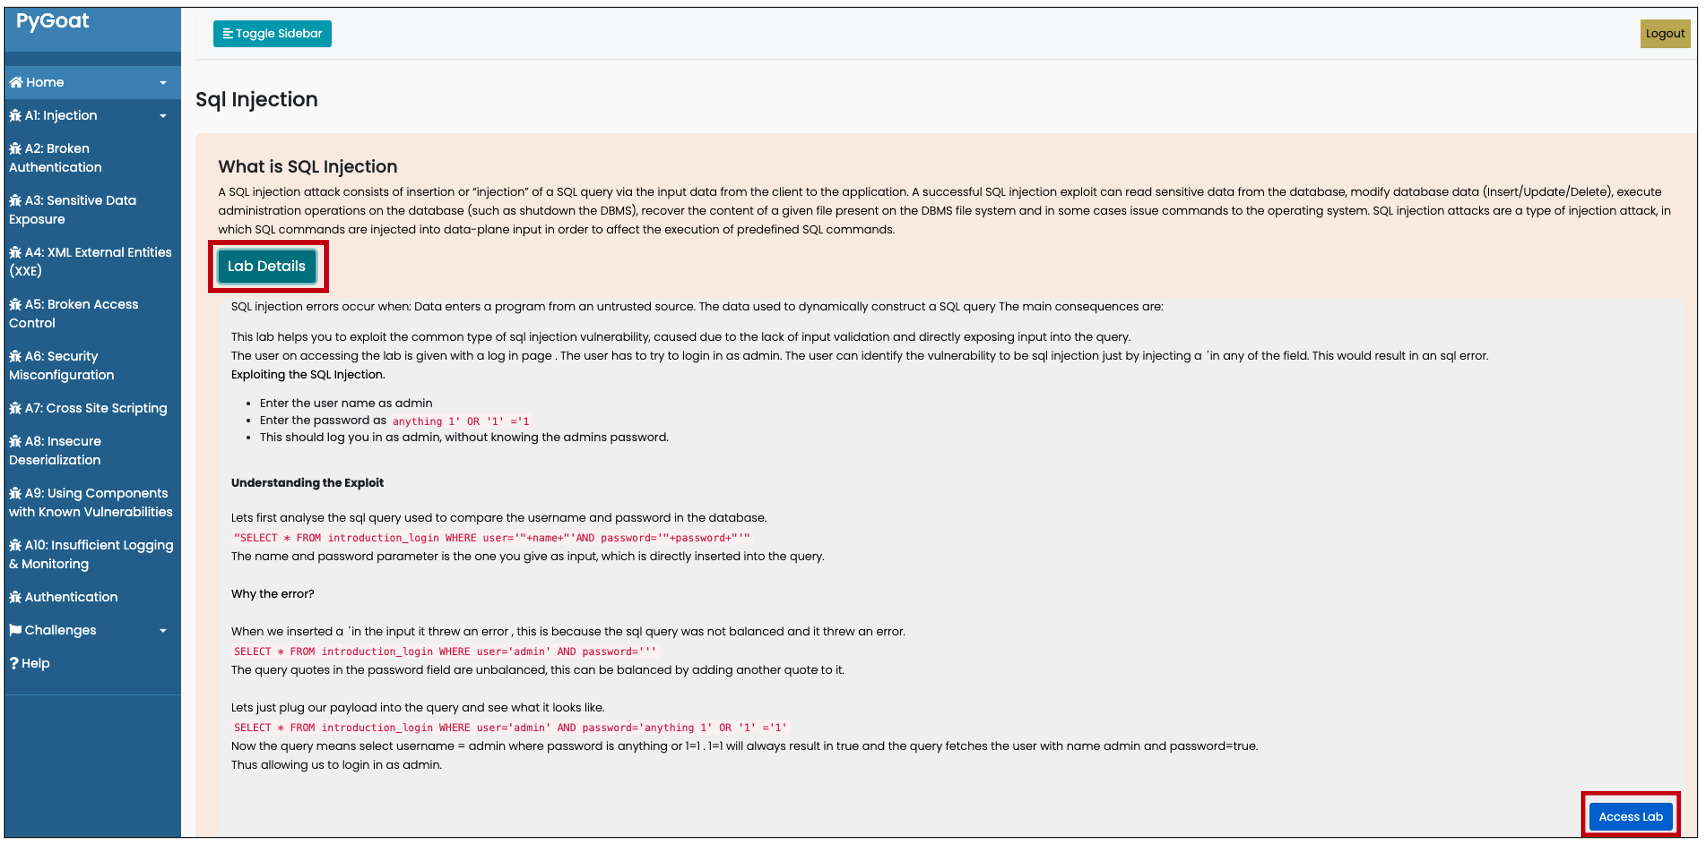 PyGoat
Toggle Sidebar
Logout
Home
A1: Injection
A2: Broken
Authentication
A3: Sensitive Data
Exposure
A4: XML External Entities
(XXE)
A5: Broken Access
Control
A6: Security
Misconfiguration
A7: Cross Site Scripting
A8: Insecure
Deserialization
A9: Using Components
with Known Vulnerabilities
A10: Insufficient Logging
& Monitoring
Authentication
Challenges
Help
Sql Injection
What is SQL Injection
A SQL injection attack consists of insertion or “injection” of a SQL query via the input data from the client to the application. A successful SQL injection exploit can read sensitive data from the database, modify database data (Insert/Update/Delete), execute
administration operations on the database (such as shutdown the DBMS), recover the content of a given file present on the DBMS file system and in some cases issue commands to the operating system. SQL injection attacks are a type of injection attack, in
which SQL commands are injected into data-plane input in order to affect the execution of predefined SQL commands.
Lab Details
SQL injection errors occur when: Data enters a program from an untrusted source. The data used to dynamically construct a SQL query The main consequences are:
This lab helps you to exploit the common type of sql injection vulnerability, caused due to the lack of input validation and directly exposing input into the query.
The user on accessing the lab is given with a log in page . The user has to try to login in as admin. The user can identify the vulnerability to be sql injection just by injecting a ´in any of the field. This would result in an sql error.
Exploiting the SQL Injection.
• Enter the user name as admin
• Enter the password as anything 1' OR '1' ='1
• This should log you in as admin, without knowing the admins password.
Understanding the Exploit
Lets first analyse the sql query used to compare the username and password in the database.
"SELECT * FROM introduction_login WHERE user='"+name+"'AND password='"+password+"'"
The name and password parameter is the one you give as input, which is directly inserted into the query.
Why the error?
When we inserted a ´in the input it threw an error , this is because the sql query was not balanced and it threw an error.
SELECT * FROM introduction_login WHERE user='admin' AND password='''
The query quotes in the password field are unbalanced, this can be balanced by adding another quote to it.
Lets just plug our payload into the query and see what it looks like.
SELECT * FROM introduction_login WHERE user='admin' AND password='anything 1' OR '1' ='1'
Now the query means select username = admin where password is anything or 1=1 . 1=1 will always result in true and the query fetches the user with name admin and password=true.
Thus allowing us to login in as admin.
Access Lab